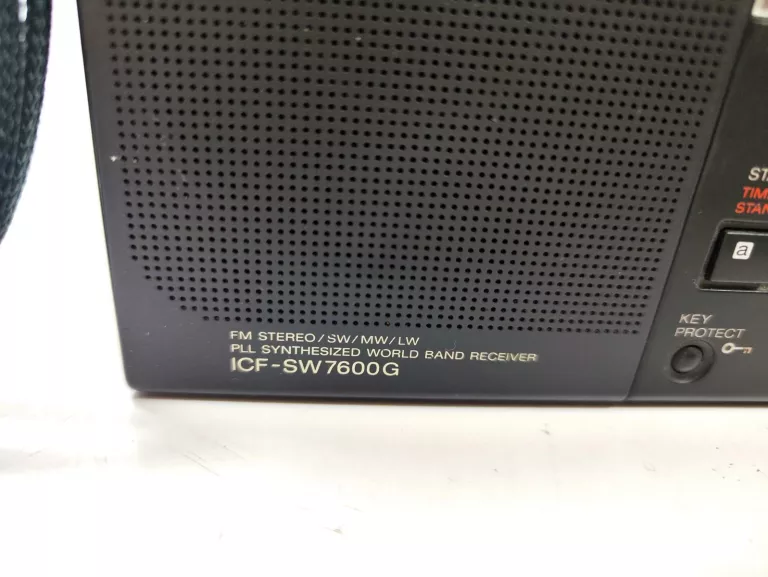 FM STEREO/SW/MW/LW
PLL SYNTHESIZED WORLD BAND RECEIVER
ICF-SW7600G
a
KEY
PROTECT